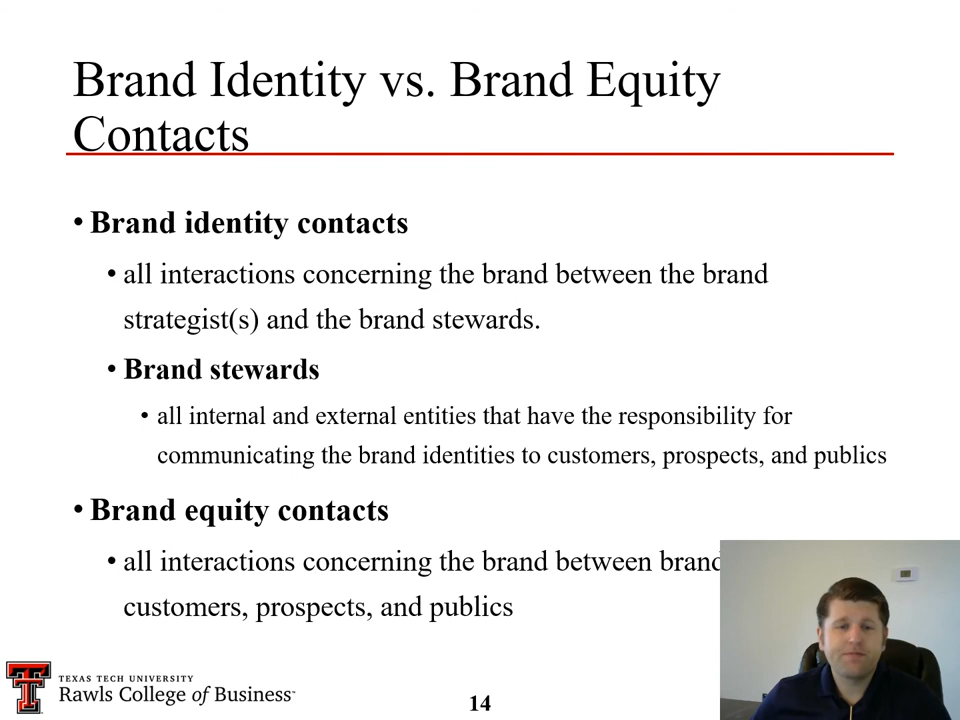 Brand Identity vs. Brand Equity
Contacts
• Brand identity contacts
• all interactions concerning the brand between the brand
strategist(s) and the brand stewards.
• Brand stewards
• all internal and external entities that have the responsibility for
communicating the brand identities to customers, prospects, and publics
• Brand equity contacts
• all interactions concerning the brand between brand
customers, prospects, and publics
TEXAS TECH UNIVERSITY
Rawls College of Business
14